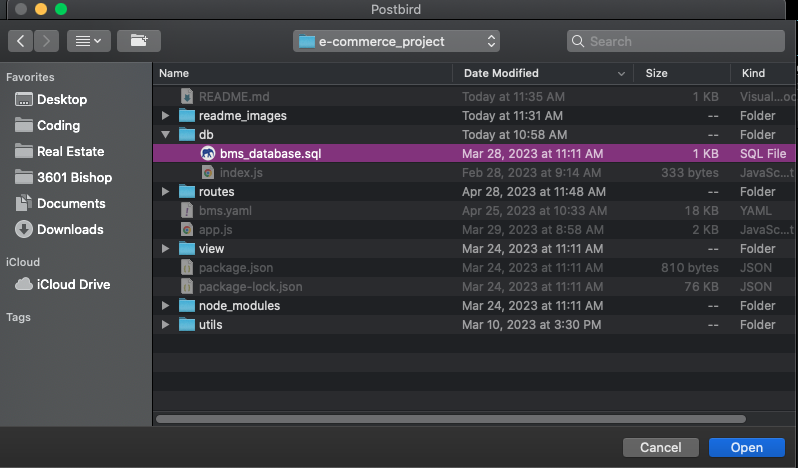 Postbird
e-commerce_project
Search
Favorites
Desktop
Coding
Real Estate
3601 Bishop
Documents
Downloads
iCloud
iCloud Drive
Tags
Name Date Modified Size Kind
README.md Today at 11:35 AM 1 KB Visual...oc
readme_images Today at 11:31 AM -- Folder
db Today at 10:58 AM -- Folder
bms_database.sql Mar 28, 2023 at 11:11 AM 1 KB SQL File
index.js Feb 28, 2023 at 9:14 AM 333 bytes JavaSc...t
routes Apr 28, 2023 at 11:48 AM -- Folder
bms.yaml Apr 25, 2023 at 10:33 AM 18 KB YAML
app.js Mar 29, 2023 at 8:58 AM 2 KB JavaSc...t
view Mar 24, 2023 at 11:11 AM -- Folder
package.json Mar 24, 2023 at 11:11 AM 810 bytes JSON
package-lock.json Mar 24, 2023 at 11:11 AM 76 KB JSON
node_modules Mar 24, 2023 at 11:11 AM -- Folder
utils Mar 10, 2023 at 3:30 PM -- Folder
Cancel Open